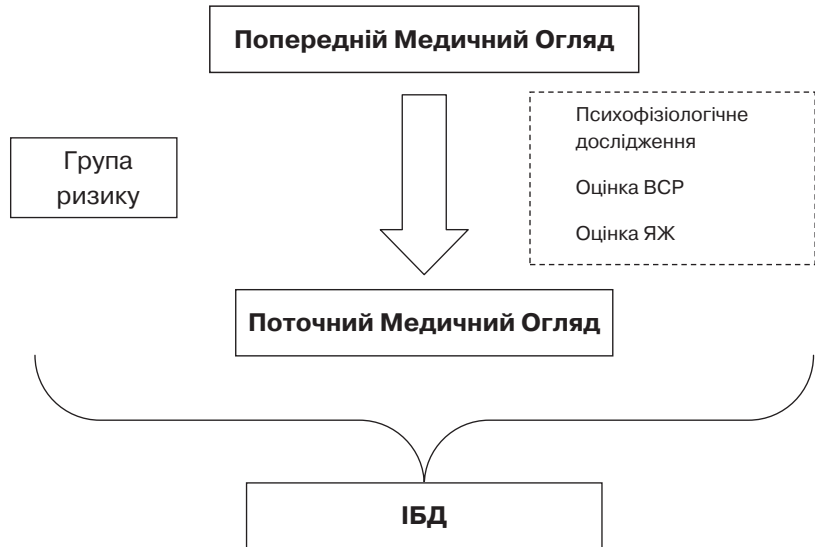 Попередній Медичний Огляд
Психофізіологічне
дослідження
Оцінка ВСР
Оцінка ЯЖ
Група
ризику
Поточний Медичний Огляд
ІБД